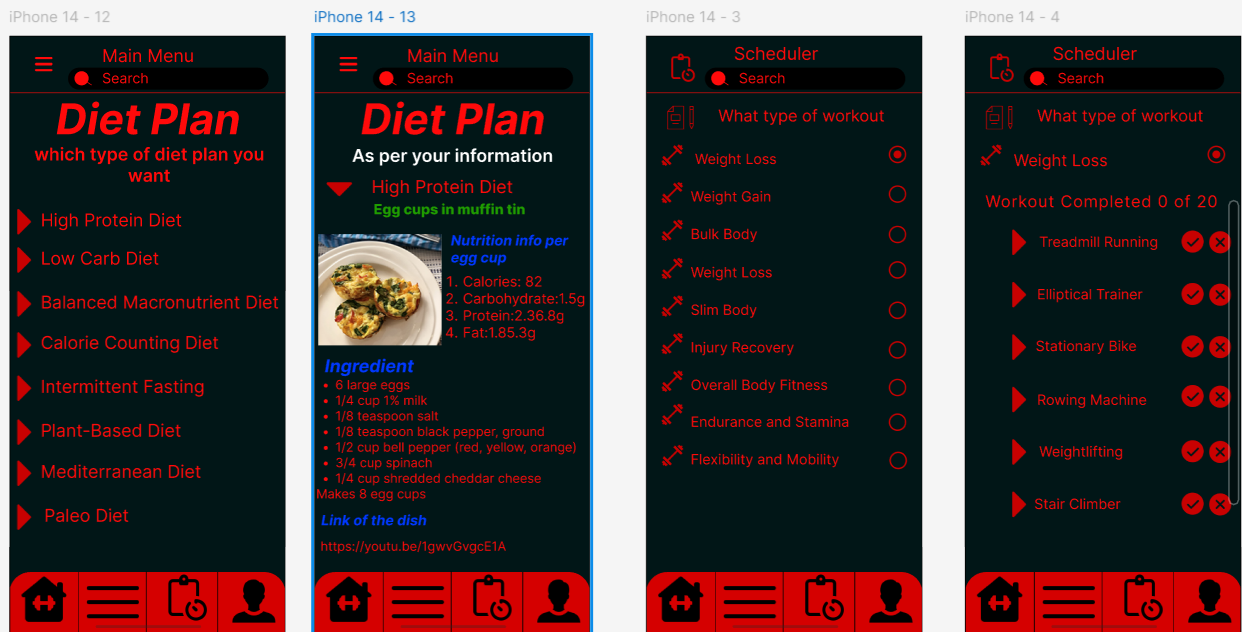 iPhone 14 - 12
Main Menu
Search
Diet Plan
which type of diet plan you
want
High Protein Diet
Low Carb Diet
Balanced Macronutrient Diet
Calorie Counting Diet
Intermittent Fasting
Plant-Based Diet
Mediterranean Diet
Paleo Diet
iPhone 14 - 13
Main Menu
Search
Diet Plan
As per your information
High Protein Diet
Egg cups in muffin tin
Nutrition info per
egg cup
1. Calories: 82
2. Carbohydrate:1.5g
3. Protein:2.36.8g
4. Fat:1.85.3g
Ingredient
• 6 large eggs
• 1/4 cup 1% milk
• 1/8 teaspoon salt
• 1/8 teaspoon black pepper, ground
• 1/2 cup bell pepper (red, yellow, orange)
• 3/4 cup spinach
• 1/4 cup shredded cheddar cheese
Makes 8 egg cups
Link of the dish
https://youtu.be/1gwvGvgcE1A
iPhone 14 - 3
Scheduler
Search
What type of workout
Weight Loss
Weight Gain
Bulk Body
Weight Loss
Slim Body
Injury Recovery
Overall Body Fitness
Endurance and Stamina
Flexibility and Mobility
iPhone 14 - 4
Scheduler
Search
What type of workout
Weight Loss
Workout Completed 0 of 20
Treadmill Running
Elliptical Trainer
Stationary Bike
Rowing Machine
Weightlifting
Stair Climber